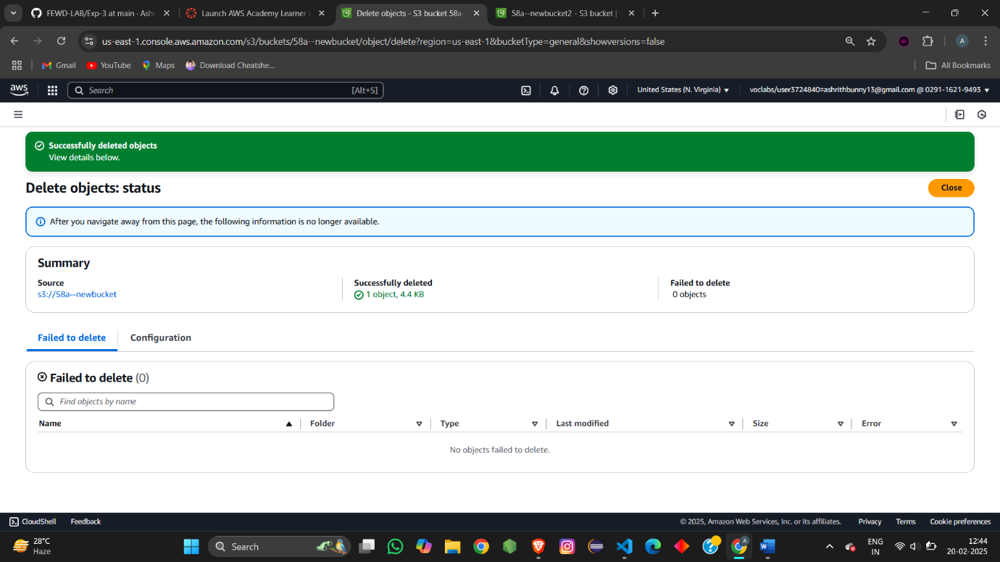 FEWD-LAB/Exp-3 at main · Ashr
Launch AWS Academy Learner
Delete objects - S3 bucket 58a-
58a--newbucket2 - S3 bucket |
us-east-1.console.aws.amazon.com/s3/buckets/58a--newbucket/object/delete?region=us-east-1&bucketType=general&showversions=false
A
Gmail
YouTube
Maps
Download Cheatshe...
All Bookmarks
aws
Search
[Alt+S]
United States (N. Virginia)
voclabs/user3724840=ashrithbunny13@gmail.com @ 0291-1621-9493
Successfully deleted objects
View details below.
Delete objects: status
Close
After you navigate away from this page, the following information is no longer available.
Summary
Source
s3://58a--newbucket
Successfully deleted
1 object, 4.4 KB
Failed to delete
0 objects
Failed to delete
Configuration
Failed to delete (0)
Find objects by name
Name
Folder
Type
Last modified
Size
Error
No objects failed to delete.
CloudShell
Feedback
© 2025, Amazon Web Services, Inc. or its affiliates.
Privacy
Terms
Cookie preferences
28°C
Haze
Search
ENG
IN
12:44
20-02-2025